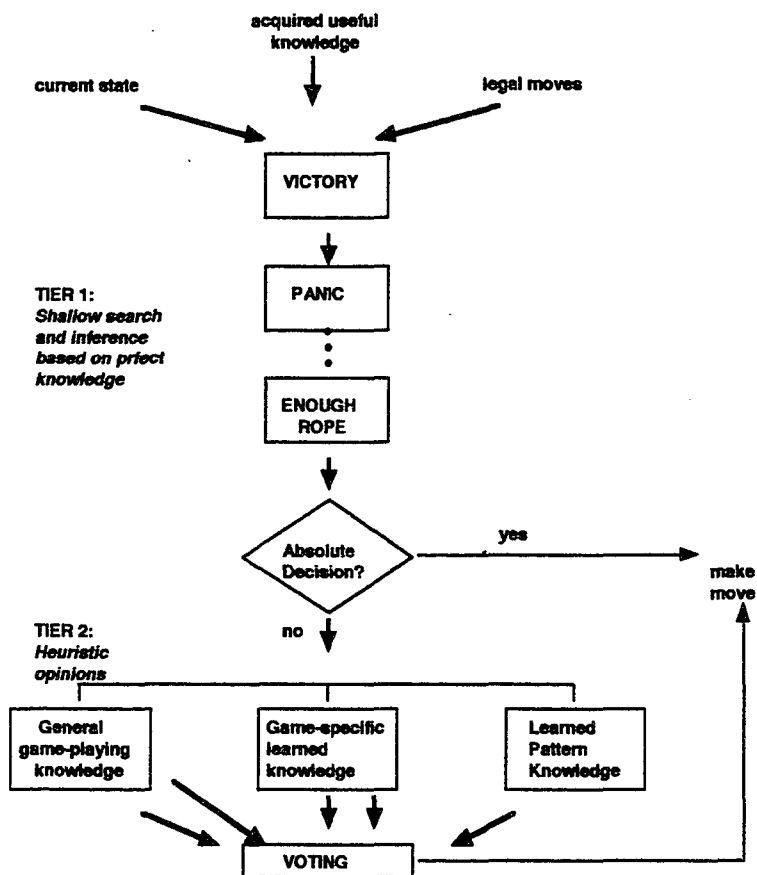 acquired useful
knowledge
current state
legal moves
VICTORY
TIER 1:
Shallow search
and inference
based on prfect
knowledge
PANIC
ENOUGH
ROPE
Absolute
Decision?
yes
make
move
no
TIER 2:
Heuristic
opinions
General
game-playing
knowledge
Game-specific
learned
knowledge
Learned
Pattern
Knowledge
VOTING